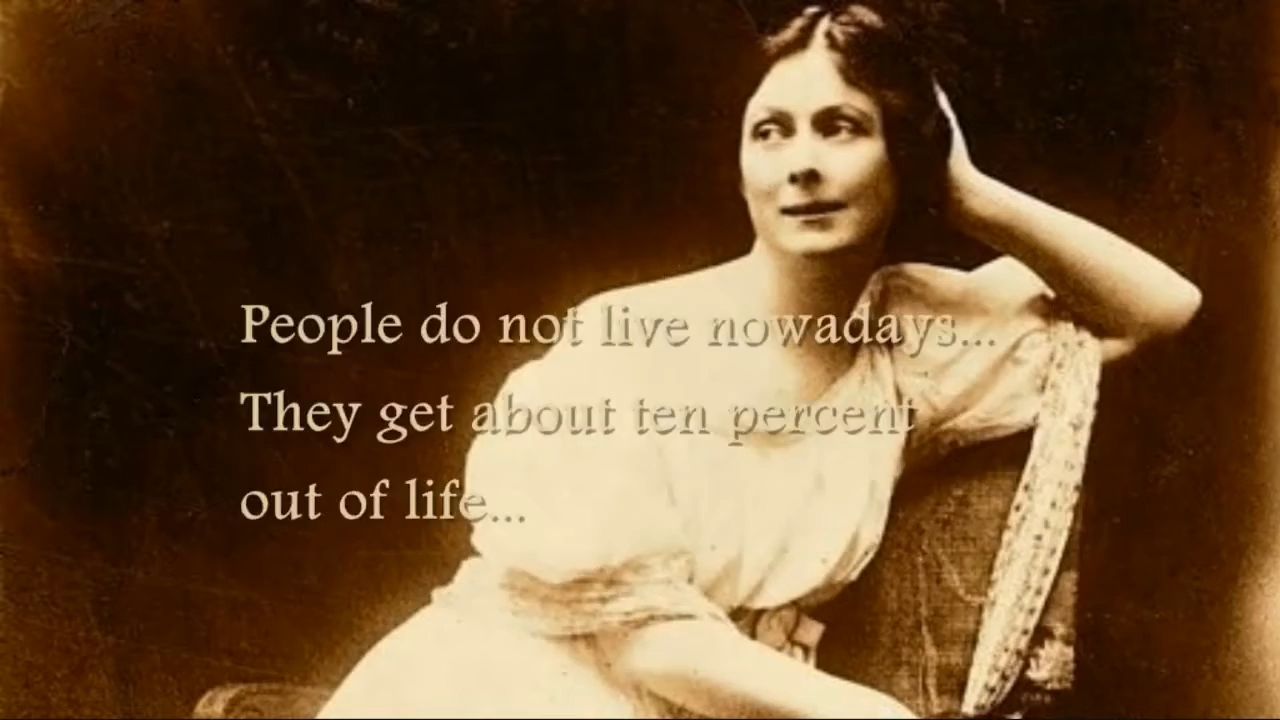 People do not live nowadays...
They get about ten percent
out of life...